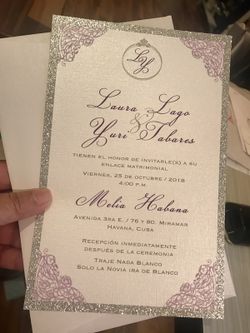 LY
Laura Lago
&
Yuri Tabares
TIENEN EL HONOR DE INVITARLE(S) A SU
ENLACE MATRIMONIAL
VIERNES, 25 DE OCTUBRE / 2018
4:00 P.M.
Meliá Habana
AVENIDA 3RA E. / 76 Y 80. MIRAMAR
HAVANA, CUBA
RECEPCIÓN INMEDIATAMENTE
DESPUÉS DE LA CEREMONIA
TRAJE NADA BLANCO
SOLO LA NOVIA IRA DE BLANCO